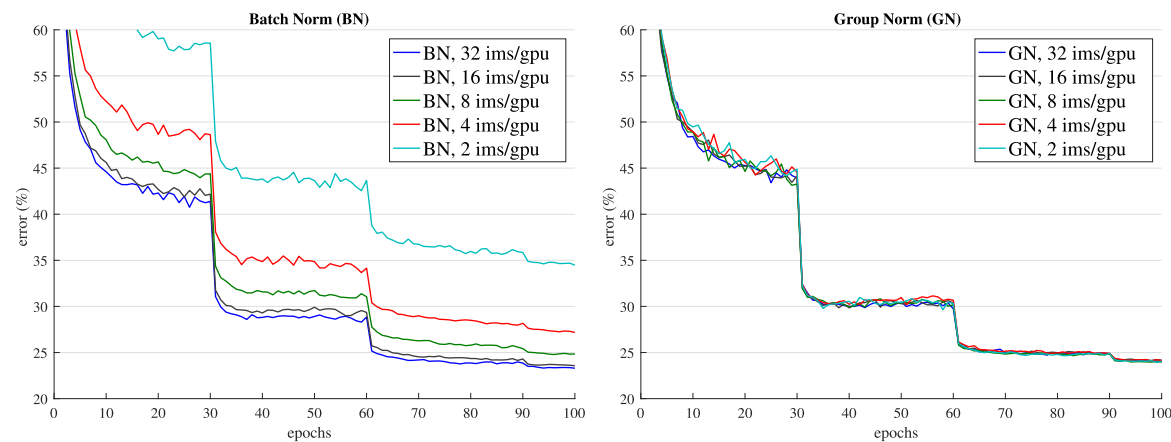 Batch Norm (BN)
60
55
50
45
40
35
30
25
20
error (%)
BN, 32 ims/gpu
BN, 16 ims/gpu
BN, 8 ims/gpu
BN, 4 ims/gpu
BN, 2 ims/gpu
0 10 20 30 40 50 60 70 80 90 100
epochs
Group Norm (GN)
60
55
50
45
40
35
30
25
20
error (%)
GN, 32 ims/gpu
GN, 16 ims/gpu
GN, 8 ims/gpu
GN, 4 ims/gpu
GN, 2 ims/gpu
0 10 20 30 40 50 60 70 80 90 100
epochs